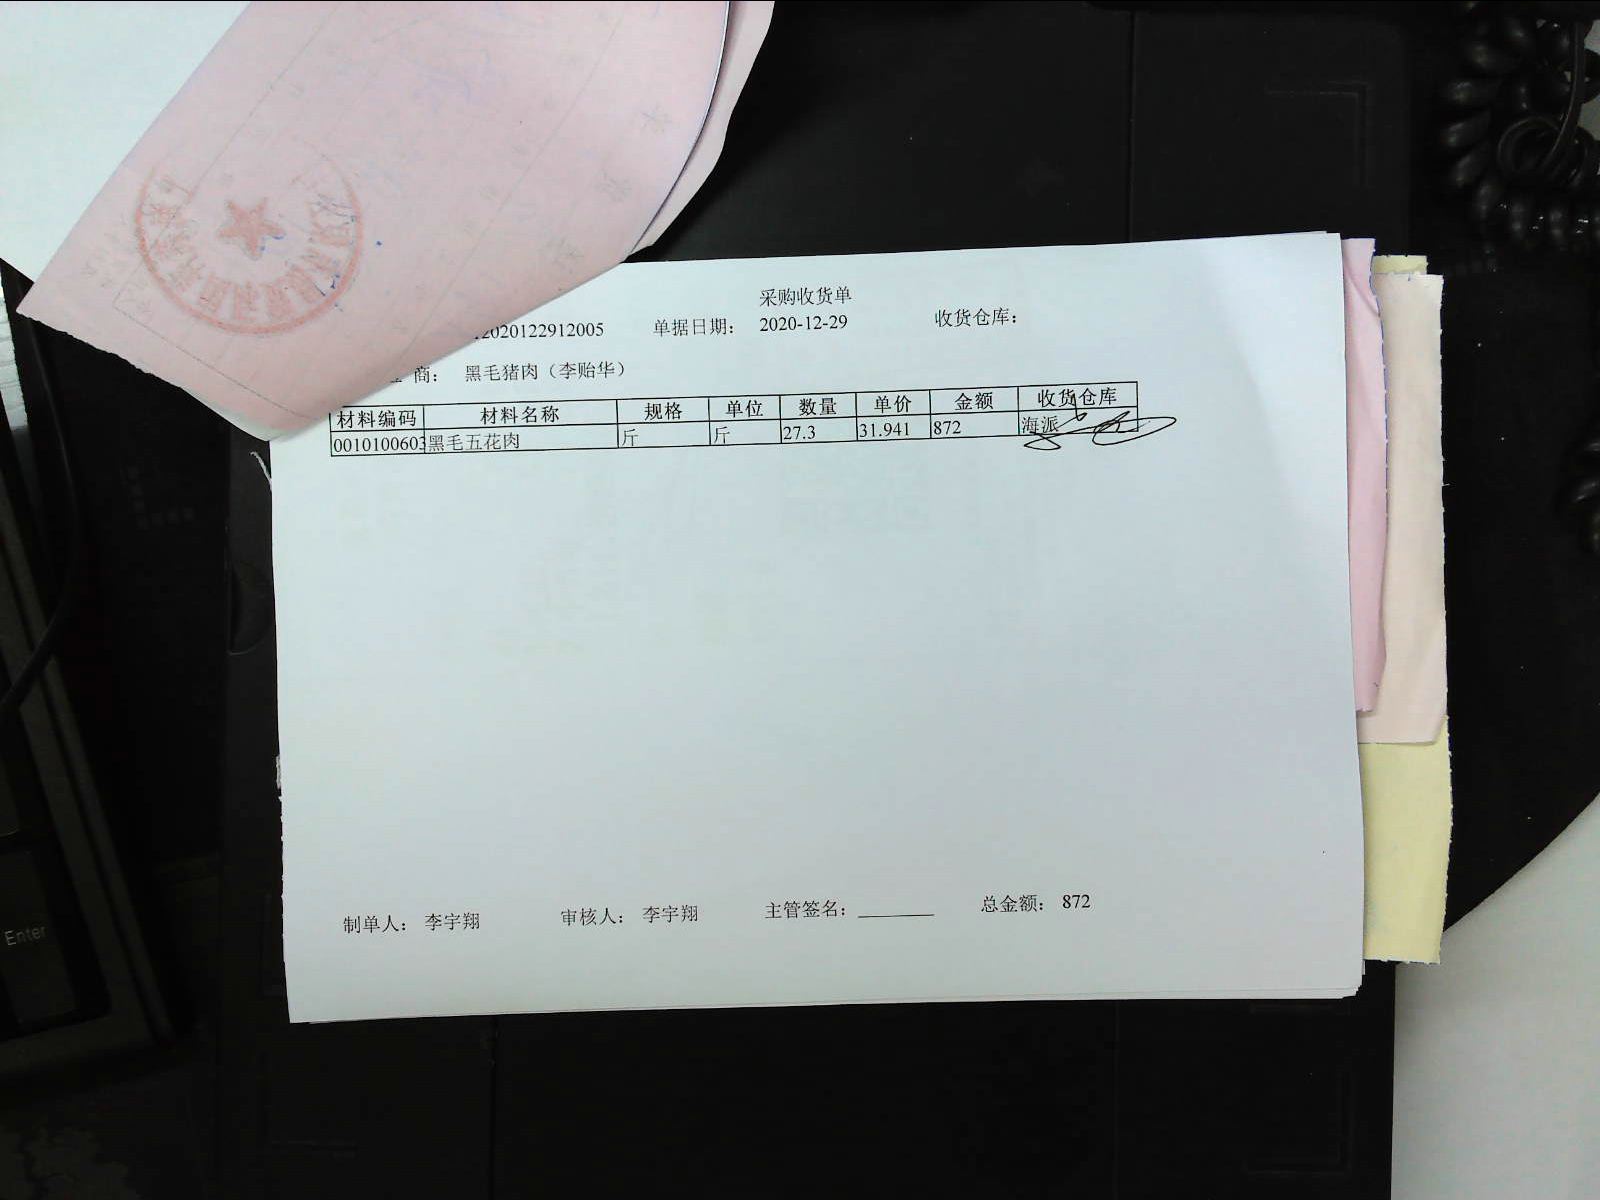 采购收货单
2020122912005 单据日期： 2020-12-29 收货仓库：
商： 黑毛猪肉（李贻华）
材料编码 材料名称 规格 单位 数量 单价 金额 收货仓库
0010100603 黑毛五花肉 斤 斤 27.3 31.941 872 海派
制单人： 李宇翔 审核人： 李宇翔 主管签名： 总金额： 872
Enter